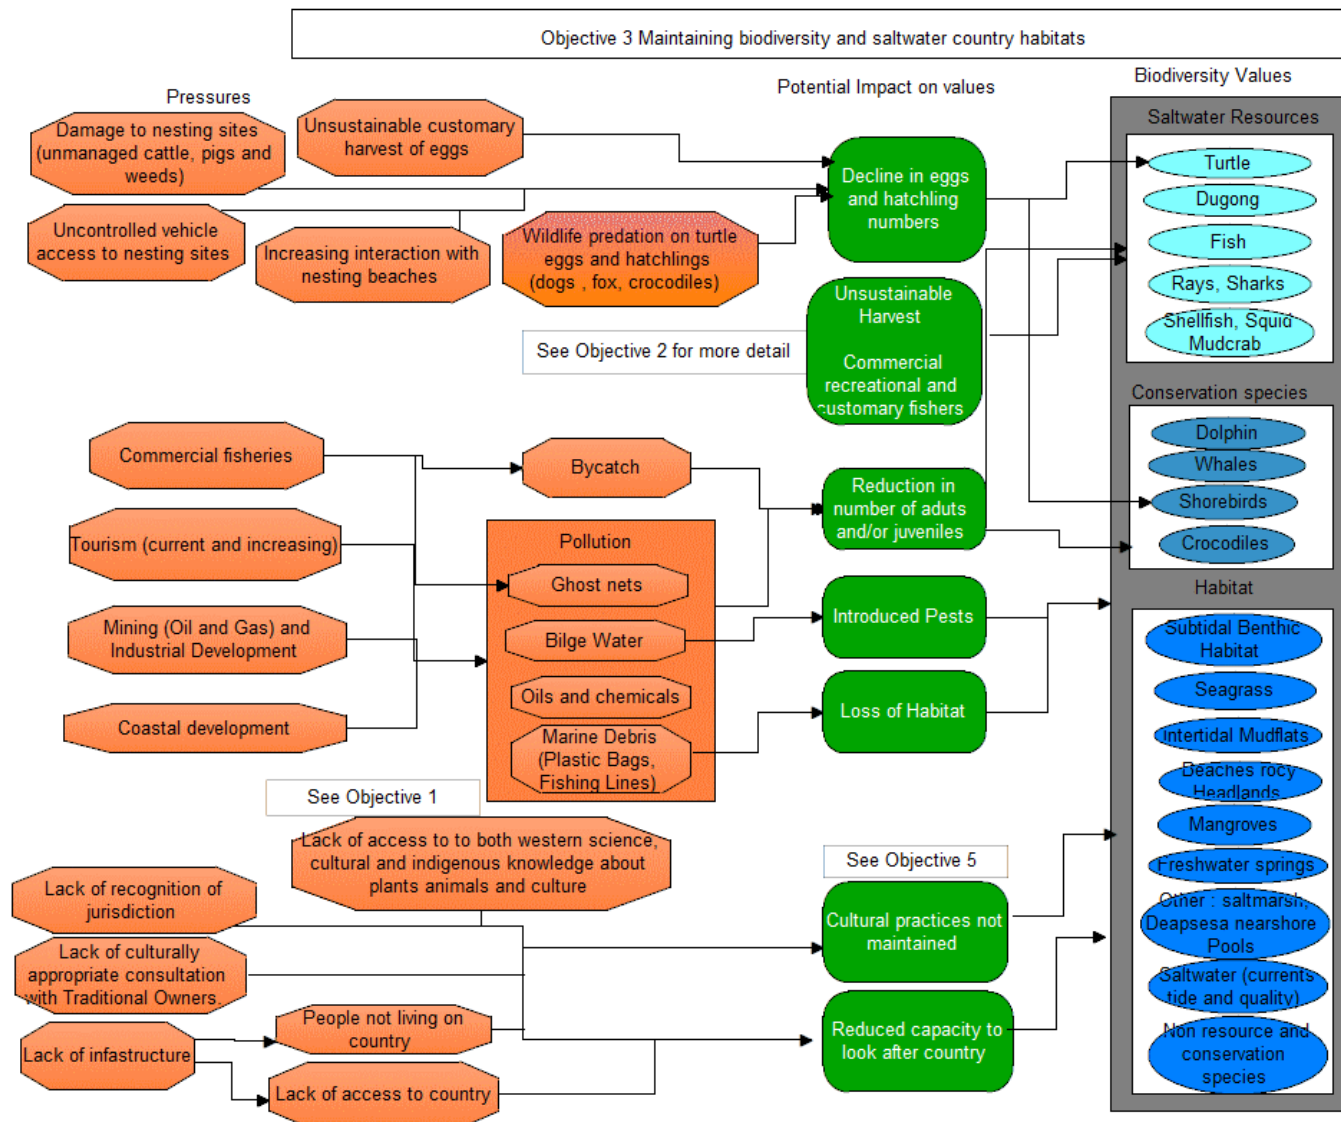 Objective 3 Maintaining biodversity and saltwater country habitats
Pressures
Potential Impact on values
Biodiversity Values
Damage to nesting sites
(unmanaged cattle, pigs and
weeds)
Unsustainable customary
harvest of eggs
Uncontrolled vehicle
access to nesting sites
Increasing interaction with
nesting beaches
Wildlife predation on turtle
eggs and hatchlings
(dogs , fox, crocodiles)
Decline in eggs
and hatchling
numbers
See Objective 2 for more detail
Unsustainable
Harvest
Commercial
recreational and
customary fishers
Commercial fisheries
Bycatch
Reduction in
number of aduts
and/or juveniles
Tourism (current and increasing)
Mining (Oil and Gas) and
Industrial Development
Coastal development
Pollution
Ghost nets
Bilge Water
Oils and chemicals
Marine Debris
(Plastic Bags,
Fishing Lines)
Introduced Pests
Loss of Habitat
See Objective 1
Lack of access to to both western science,
cultural and indigenous knowledge about
plants animals and culture
Lack of recognition of
jurisdiction
Lack of culturally
appropriate consultation
with Traditional Owners.
Lack of infastructure
People not living on
country
Lack of access to country
See Objective 5
Cultural practices not
maintained
Reduced capacity to
look after country
Saltwater Resources
Turtle
Dugong
Fish
Rays, Sharks
Shellfish, Squid
Mudcrab
Conservation species
Dolphin
Whales
Shorebirds
Crocodiles
Habitat
Subtidal Benthic
Habitat
Seagrass
Intertidal Mudflats
Beaches rocy
Headlands
Mangroves
Freshwater springs
Other : saltmarsh,
Deapsesa nearshore
Pools
Saltwater (currents
tide and quality)
Non resource and
conservation
species